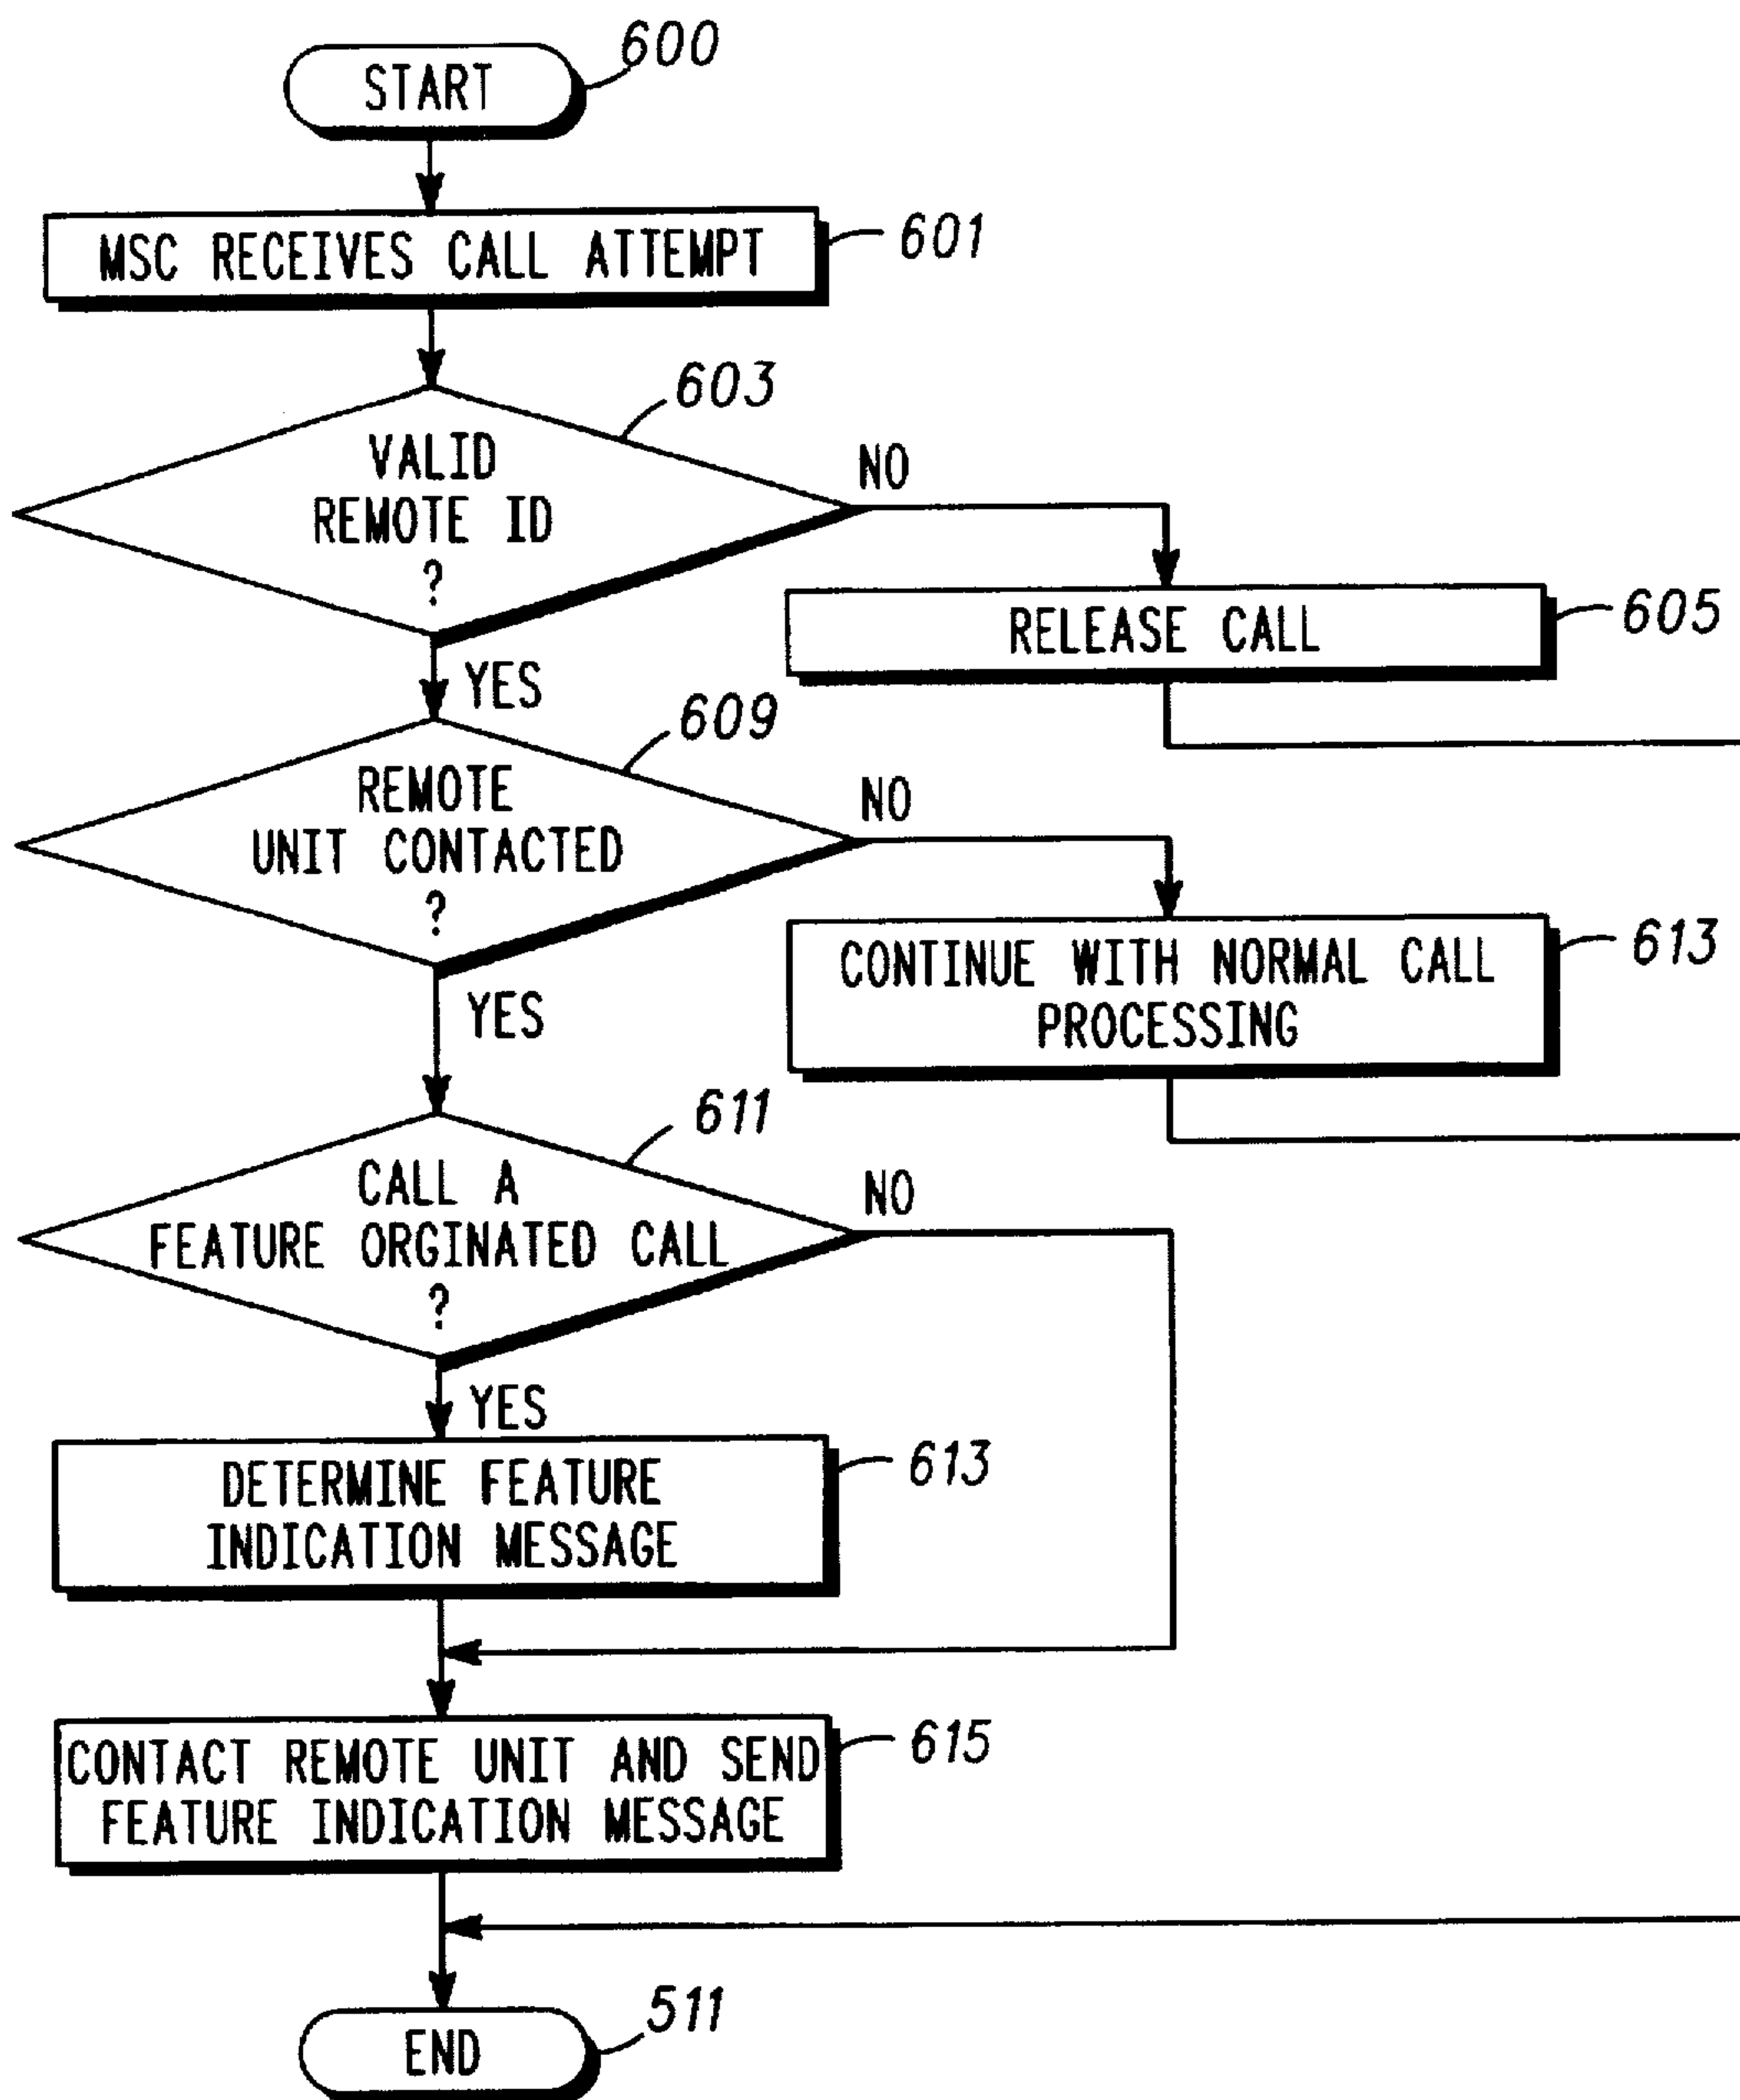 START
600
MSC RECEIVES CALL ATTEMPT
601
603
VALID
REMOTE ID
?
NO
RELEASE CALL
605
YES
609
REMOTE
UNIT CONTACTED
?
NO
CONTINUE WITH NORMAL CALL
PROCESSING
613
YES
611
CALL A
FEATURE ORGINATED CALL
?
NO
YES
DETERMINE FEATURE
INDICATION MESSAGE
613
CONTACT REMOTE UNIT AND SEND
FEATURE INDICATION MESSAGE
615
END
511